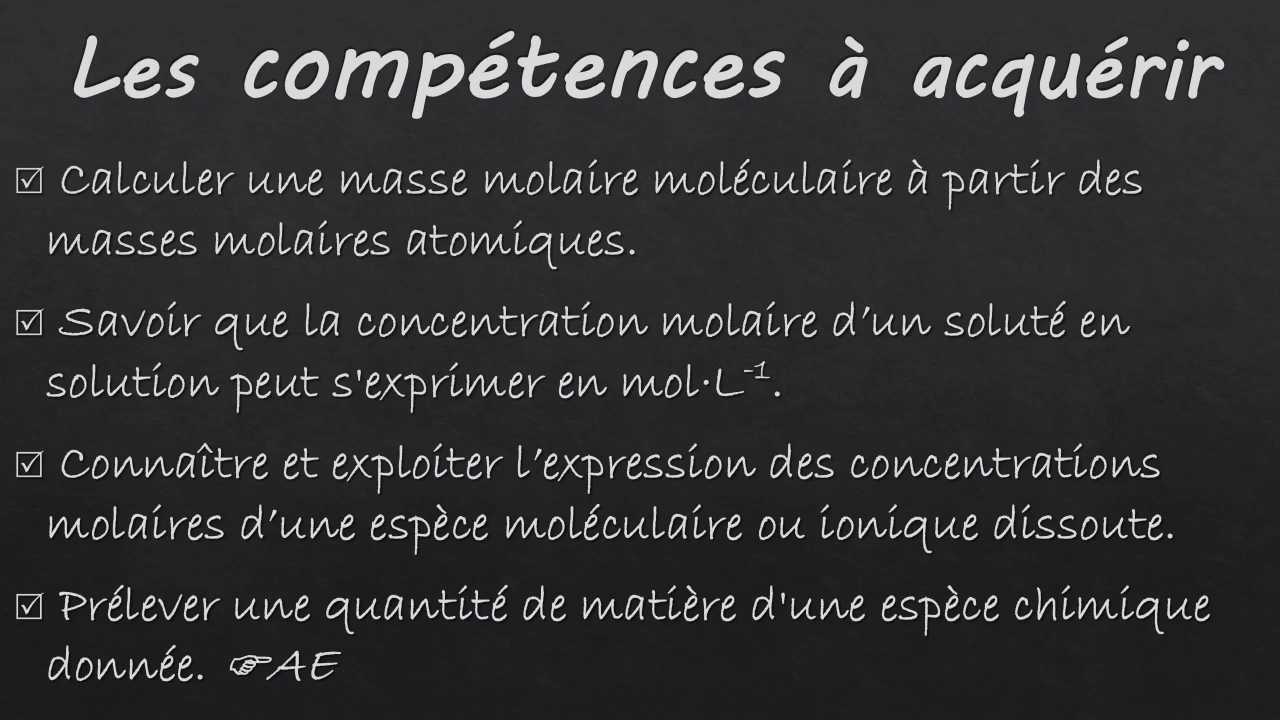 Les compétences à acquérir
☑ Calculer une masse molaire moléculaire à partir des
masses molaires atomiques.
☑ Savoir que la concentration molaire d’un soluté en
solution peut s'exprimer en mol·L⁻¹.
☑ Connaître et exploiter l’expression des concentrations
molaires d’une espèce moléculaire ou ionique dissoute.
☑ Prélever une quantité de matière d'une espèce chimique
donnée. ☞AE